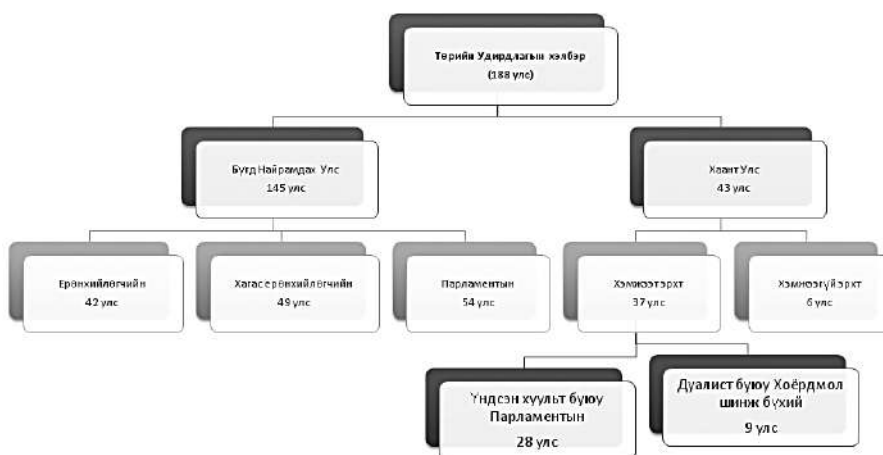 Төрийн Удирдлагын хэлбэр
(188 улс)
Бүгд Найрамдах Улс
145 улс
Хаант Улс
43 улс
Ерөнхийлөгчийн
42 улс
Хагас ерөнхийлөгчийн
49 улс
Парламентын
54 улс
Хэмжээт эрхт
37 улс
Хэмжээгүй эрхт
6 улс
Үндсэн хуульт буюу
Парламентын
28 улс
Дуалист буюу Хоёрдмол
шинж бүхий
9 улс